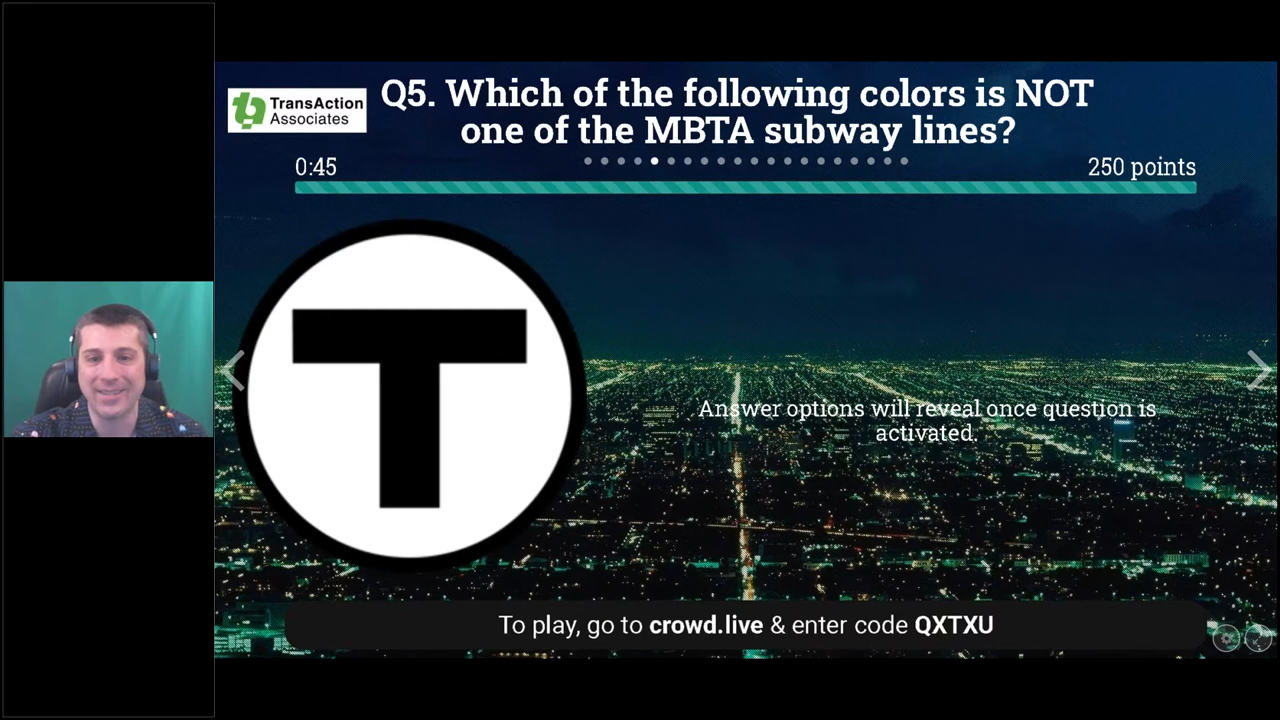 TransAction
Associates
Q5. Which of the following colors is NOT
one of the MBTA subway lines?
0:45
250 points
T
Answer options will reveal once question is
activated.
To play, go to crowd.live & enter code QXTXU